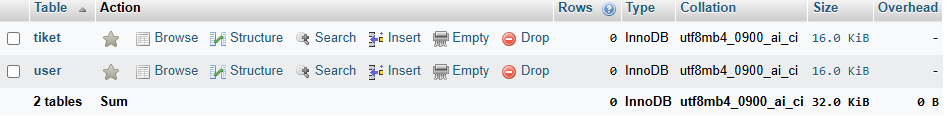 Table Action Rows Type Collation Size Overhead
tiket Browse Structure Search Insert Empty Drop 0 InnoDB utf8mb4_0900_ai_ci 16.0 KiB -
user Browse Structure Search Insert Empty Drop 0 InnoDB utf8mb4_0900_ai_ci 16.0 KiB -
2 tables Sum 0 InnoDB utf8mb4_0900_ai_ci 32.0 KiB 0 B